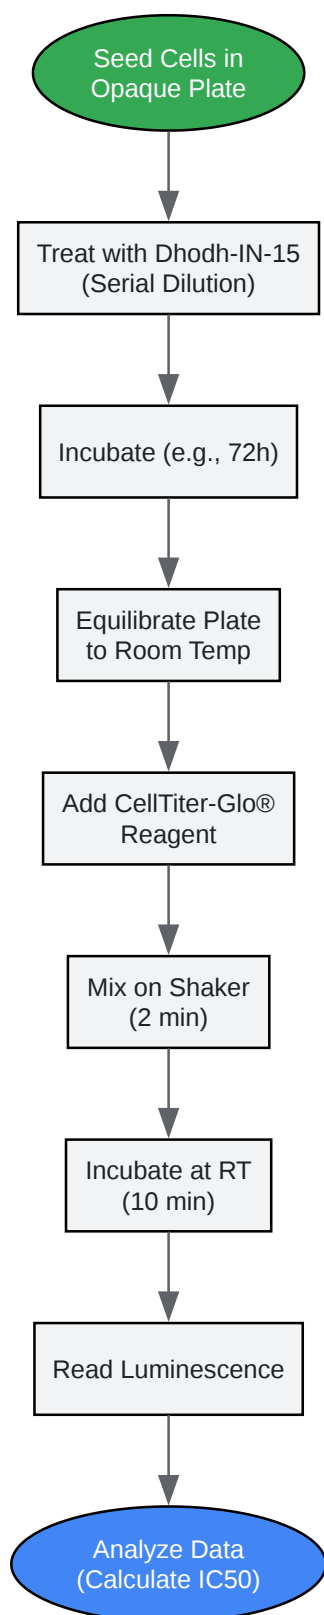 Seed Cells in
Opaque Plate
Treat with Dhodh-IN-15
(Serial Dilution)
Incubate (e.g., 72h)
Equilibrate Plate
to Room Temp
Add CellTiter-Glo®
Reagent
Mix on Shaker
(2 min)
Incubate at RT
(10 min)
Read Luminescence
Analyze Data
(Calculate IC50)